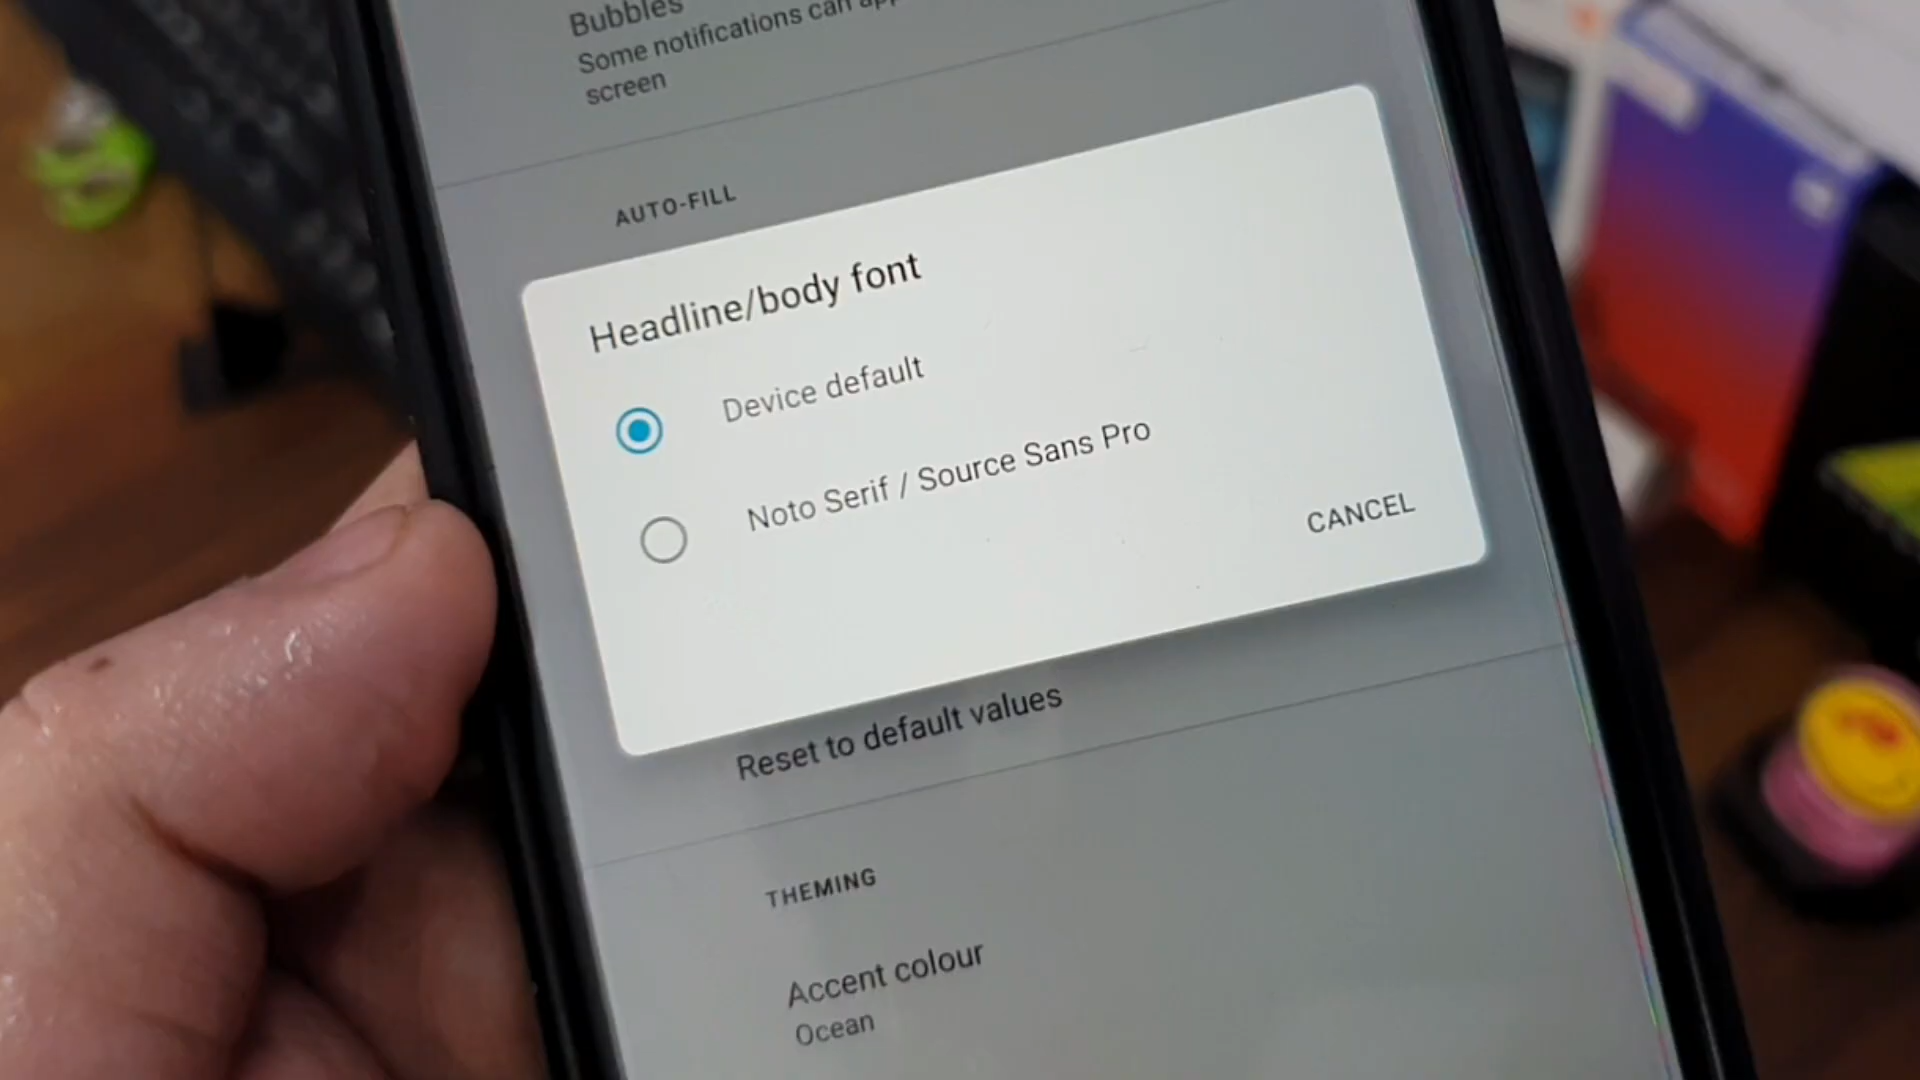 Bubbles
Some notifications can
screen
AUTO-FILL
Headline/body font
Device default
Noto Serif / Source Sans Pro
CANCEL
Reset to default values
THEMING
Accent colour
Ocean